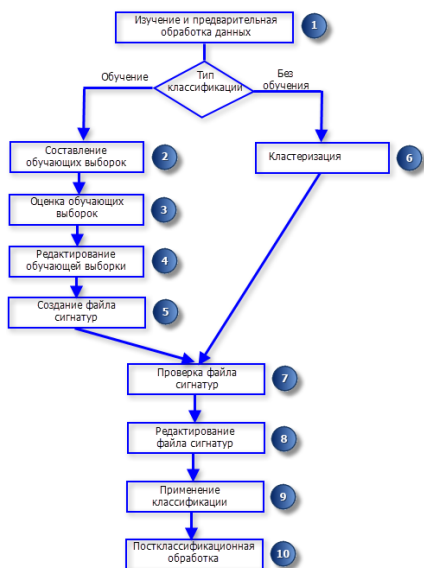 Изучение и предварительная
обработка данных
1
Обучение
Тип
классификации
Без
обучения
Составление
обучающих выборок
2
Кластеризация
6
Оценка обучающих
выборок
3
Редактирование
обучающей выборки
4
Создание файла
сигнатур
5
Проверка файла
сигнатур
7
Редактирование
файла сигнатур
8
Применение
классификации
9
Постклассификационная
обработка
10